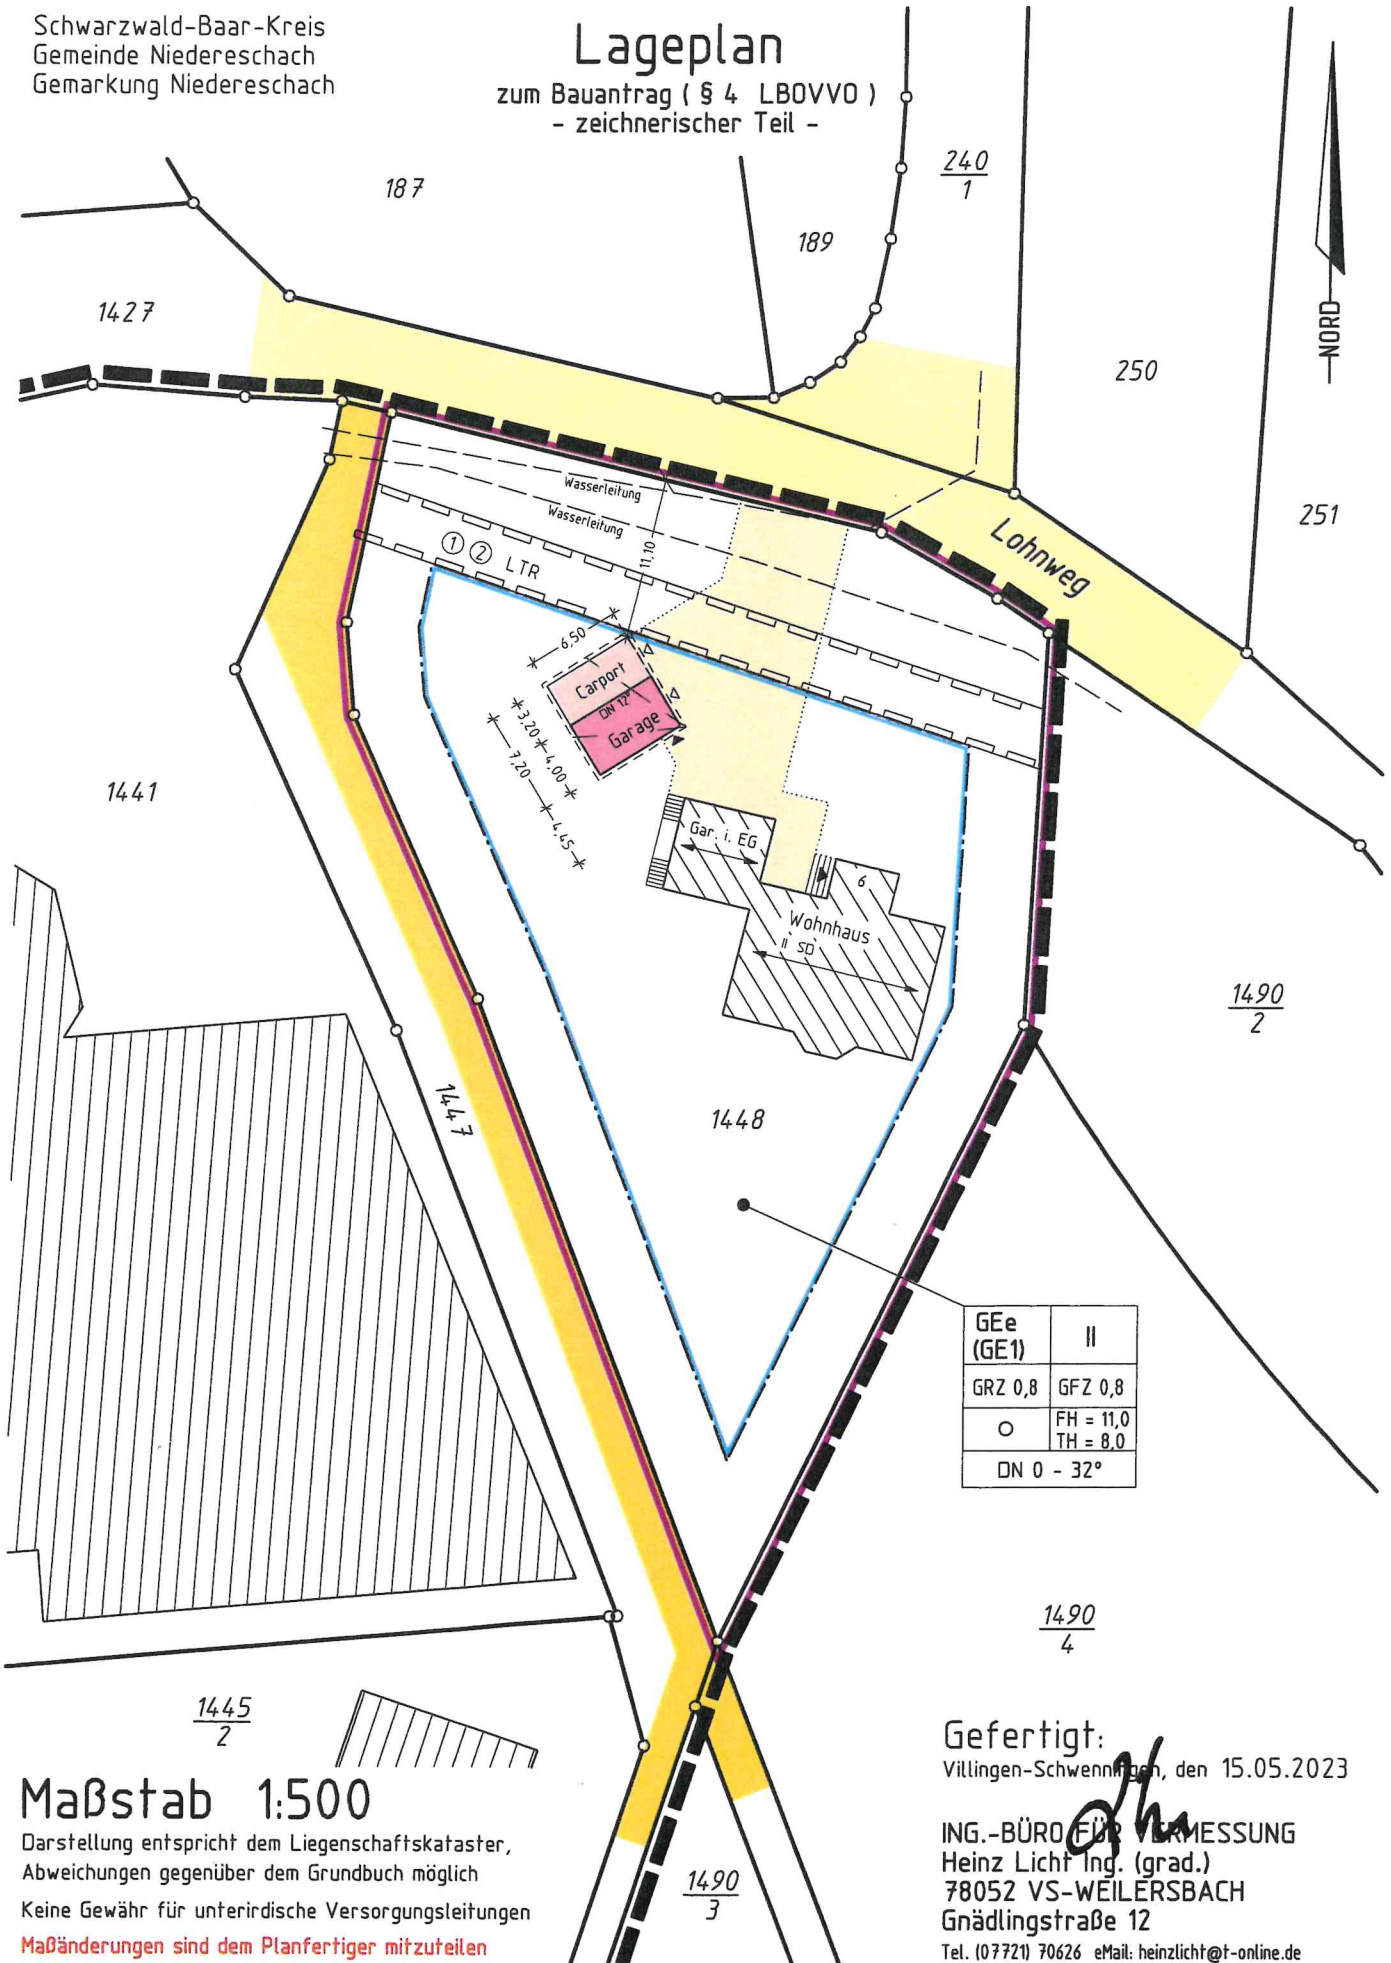 Schwarzwald-Baar-Kreis
Gemeinde Niedereschach
Gemarkung Niedereschach
Lageplan
zum Bauantrag ( § 4 LBOVVO )
- zeichnerischer Teil -
187
240
1
189
NORD
1427
250
251
Lohnweg
Wasserleitung
Wasserleitung
11,10
1 2 LTR
6,50
Carport
DN 12°
Garage
3,20
4,00
7,20
4,45
1441
Gar. i. EG
6
Wohnhaus
II SD
1490
2
1447
1448
GEe
(GE1)
II
GRZ 0,8
GFZ 0,8
O
FH = 11,0
TH = 8,0
DN 0 - 32°
1490
4
1445
2
Maßstab 1:500
Darstellung entspricht dem Liegenschaftskataster,
Abweichungen gegenüber dem Grundbuch möglich
Keine Gewähr für unterirdische Versorgungsleitungen
Maßänderungen sind dem Planfertiger mitzuteilen
1490
3
Gefertigt:
Villingen-Schwenningen, den 15.05.2023
ING.-BÜRO FÜR VERMESSUNG
Heinz Licht Ing. (grad.)
78052 VS-WEILERSBACH
Gnädlingstraße 12
Tel. (07721) 70626 eMail: heinzlicht@t-online.de